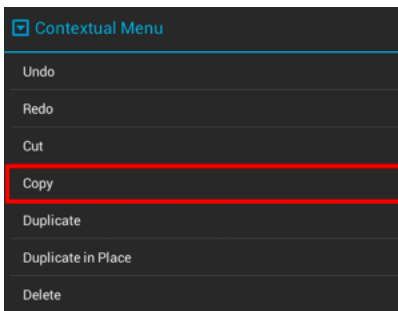 Contextual Menu
Undo
Redo
Cut
Copy
Duplicate
Duplicate in Place
Delete